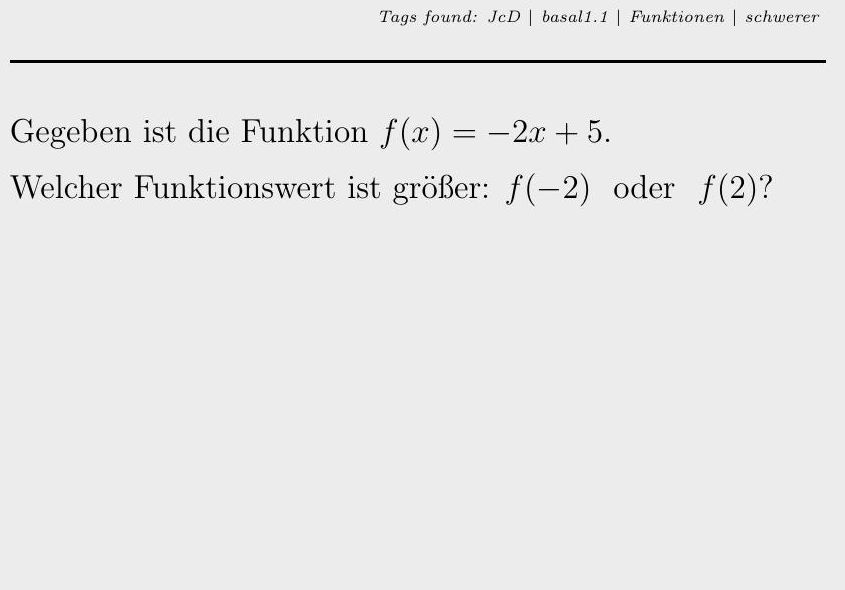 Tags found: JcD | basal1.1 | Funktionen | schwerer
Gegeben ist die Funktion f(x) = −2x + 5.
Welcher Funktionswert ist größer: f(−2) oder f(2)?